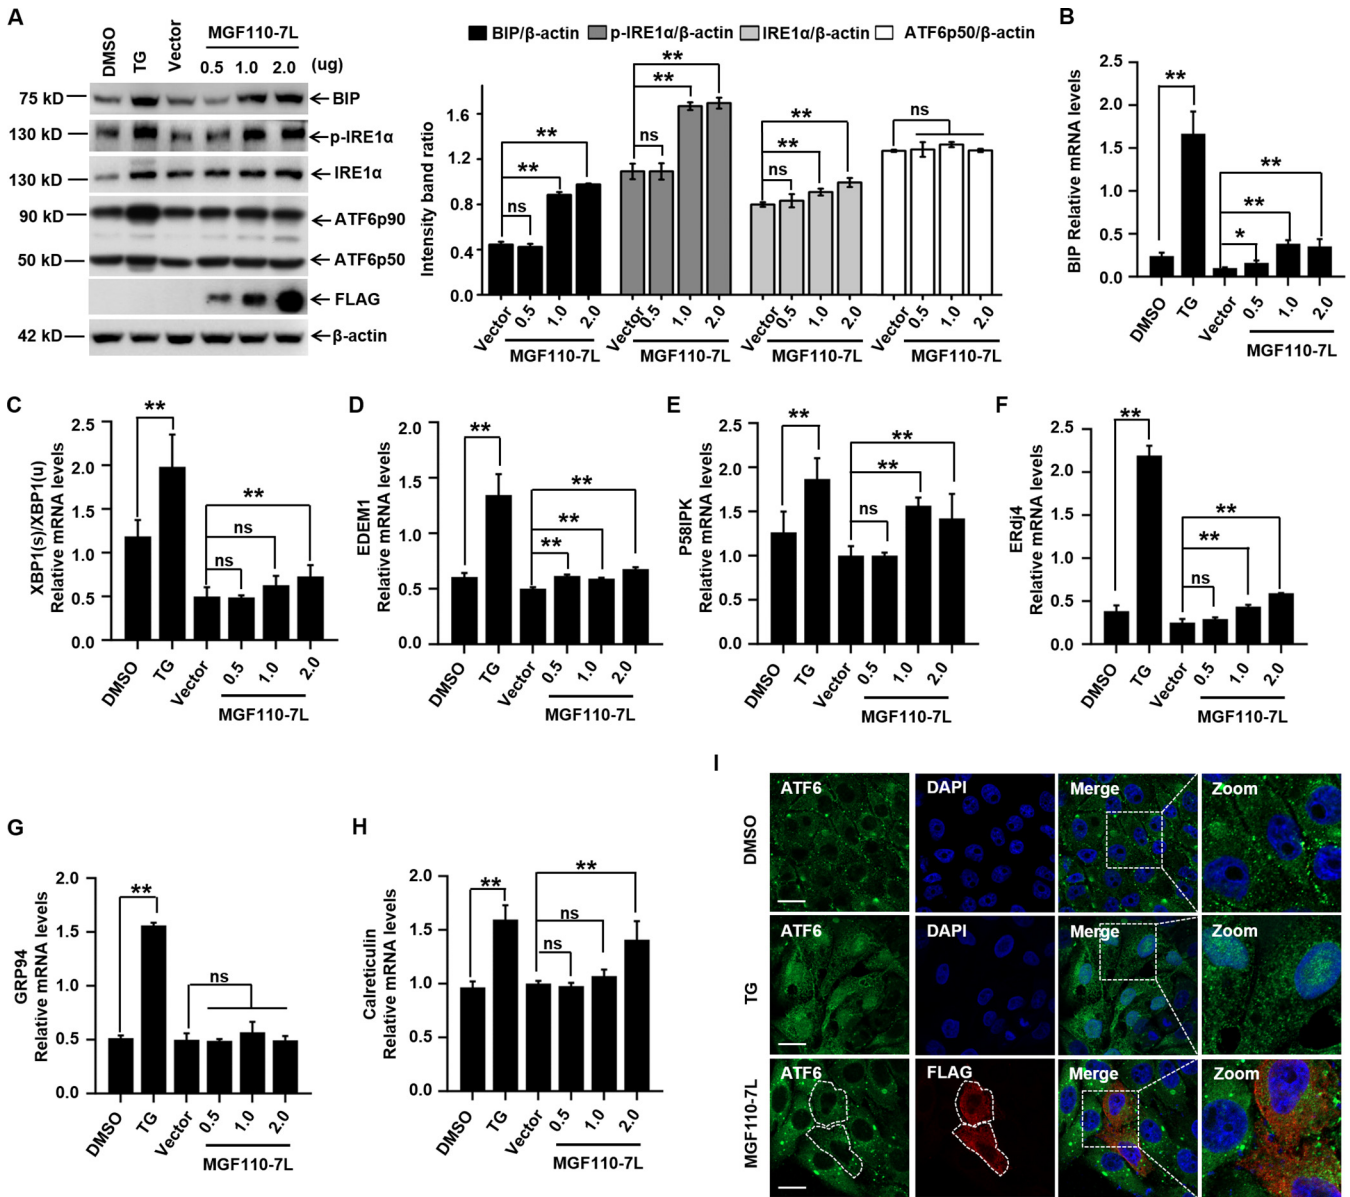 A
DMSO
TG
Vector
MGF110-7L
0.5 1.0 2.0 (ug)
75 kD
BIP
130 kD
p-IRE1α
130 kD
IRE1α
90 kD
ATF6p90
50 kD
ATF6p50
FLAG
42 kD
β-actin
BIP/β-actin p-IRE1α/β-actin IRE1α/β-actin ATF6p50/β-actin
Intensity band ratio
1.6
1.2
0.8
0.4
0.0
ns ** **
ns ** **
ns ** **
ns
Vector 0.5 1.0 2.0
MGF110-7L
Vector 0.5 1.0 2.0
MGF110-7L
Vector 0.5 1.0 2.0
MGF110-7L
Vector 0.5 1.0 2.0
MGF110-7L
B
BIP Relative mRNA levels
2.5
2.0
1.5
1.0
0.5
0.0
** * ** **
DMSO TG Vector 0.5 1.0 2.0
MGF110-7L
C
XBP1(s)/XBP1(u)
Relative mRNA levels
2.5
2.0
1.5
1.0
0.5
0.0
** ns ns **
DMSO TG Vector 0.5 1.0 2.0
MGF110-7L
D
EDEM1
Relative mRNA levels
2.0
1.5
1.0
0.5
0.0
** ** ** **
DMSO TG Vector 0.5 1.0 2.0
MGF110-7L
E
P58IPK
Relative mRNA levels
2.5
2.0
1.5
1.0
0.5
0.0
** ns ** **
DMSO TG Vector 0.5 1.0 2.0
MGF110-7L
F
ERdj4
Relative mRNA levels
2.5
2.0
1.5
1.0
0.5
0.0
** ns ** **
DMSO TG Vector 0.5 1.0 2.0
MGF110-7L
G
GRP94
Relative mRNA levels
2.0
1.5
1.0
0.5
0.0
** ns
DMSO TG Vector 0.5 1.0 2.0
MGF110-7L
H
Calreticulin
Relative mRNA levels
2.0
1.5
1.0
0.5
0.0
** ns ns **
DMSO TG Vector 0.5 1.0 2.0
MGF110-7L
I
DMSO
ATF6 DAPI Merge Zoom
TG
ATF6 DAPI Merge Zoom
MGF110-7L
ATF6 FLAG Merge Zoom